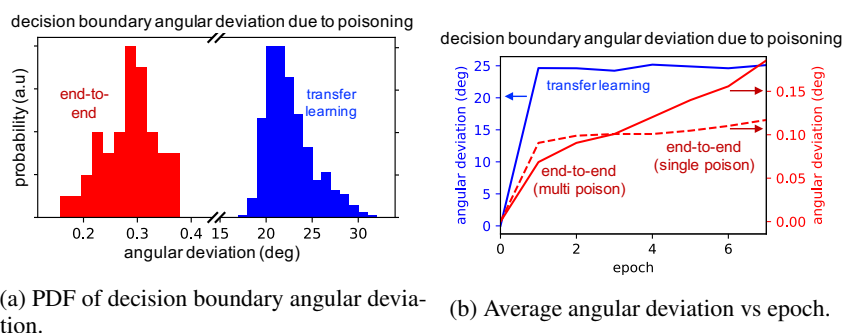 decision boundary angular deviation due to poisoning
probability (a.u)
end-to-
end
transfer
learning
0.2 0.3 0.4 15 20 25 30
angular deviation (deg)
(a) PDF of decision boundary angular devia-
tion.
decision boundary angular deviation due to poisoning
angular deviation (deg)
25
20
15
10
5
0
transfer learning
end-to-end
(multi poison)
end-to-end
(single poison)
0.15
0.10
0.05
0.00
angular deviation (deg)
0 2 4 6
epoch
(b) Average angular deviation vs epoch.